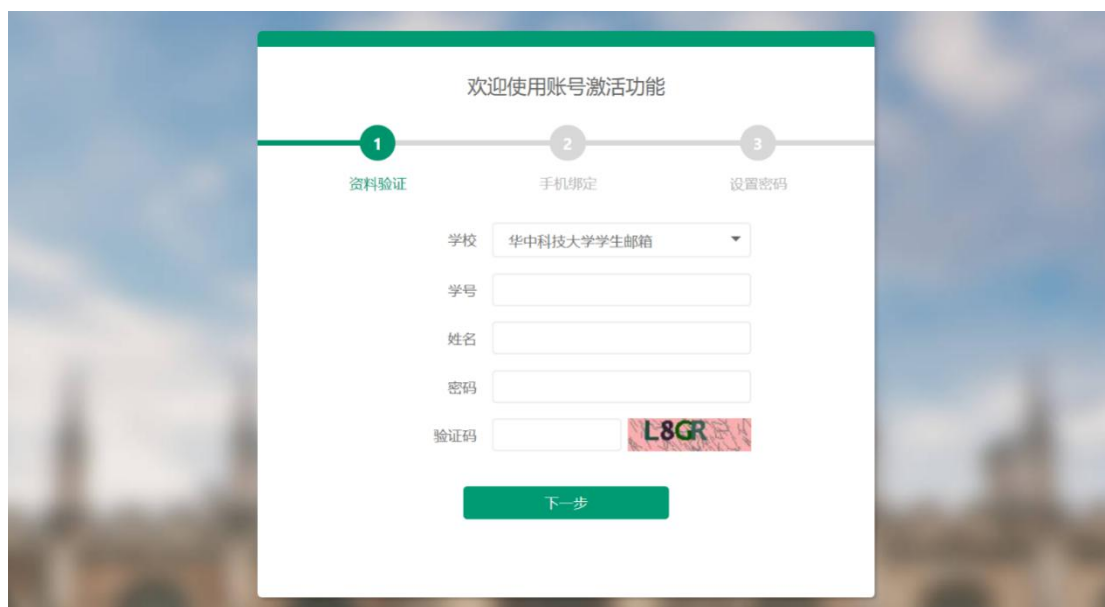 欢迎使用账号激活功能
1 2 3
资料验证 手机绑定 设置密码
学校 华中科技大学学生邮箱
学号
姓名
密码
验证码 L8GR
下一步